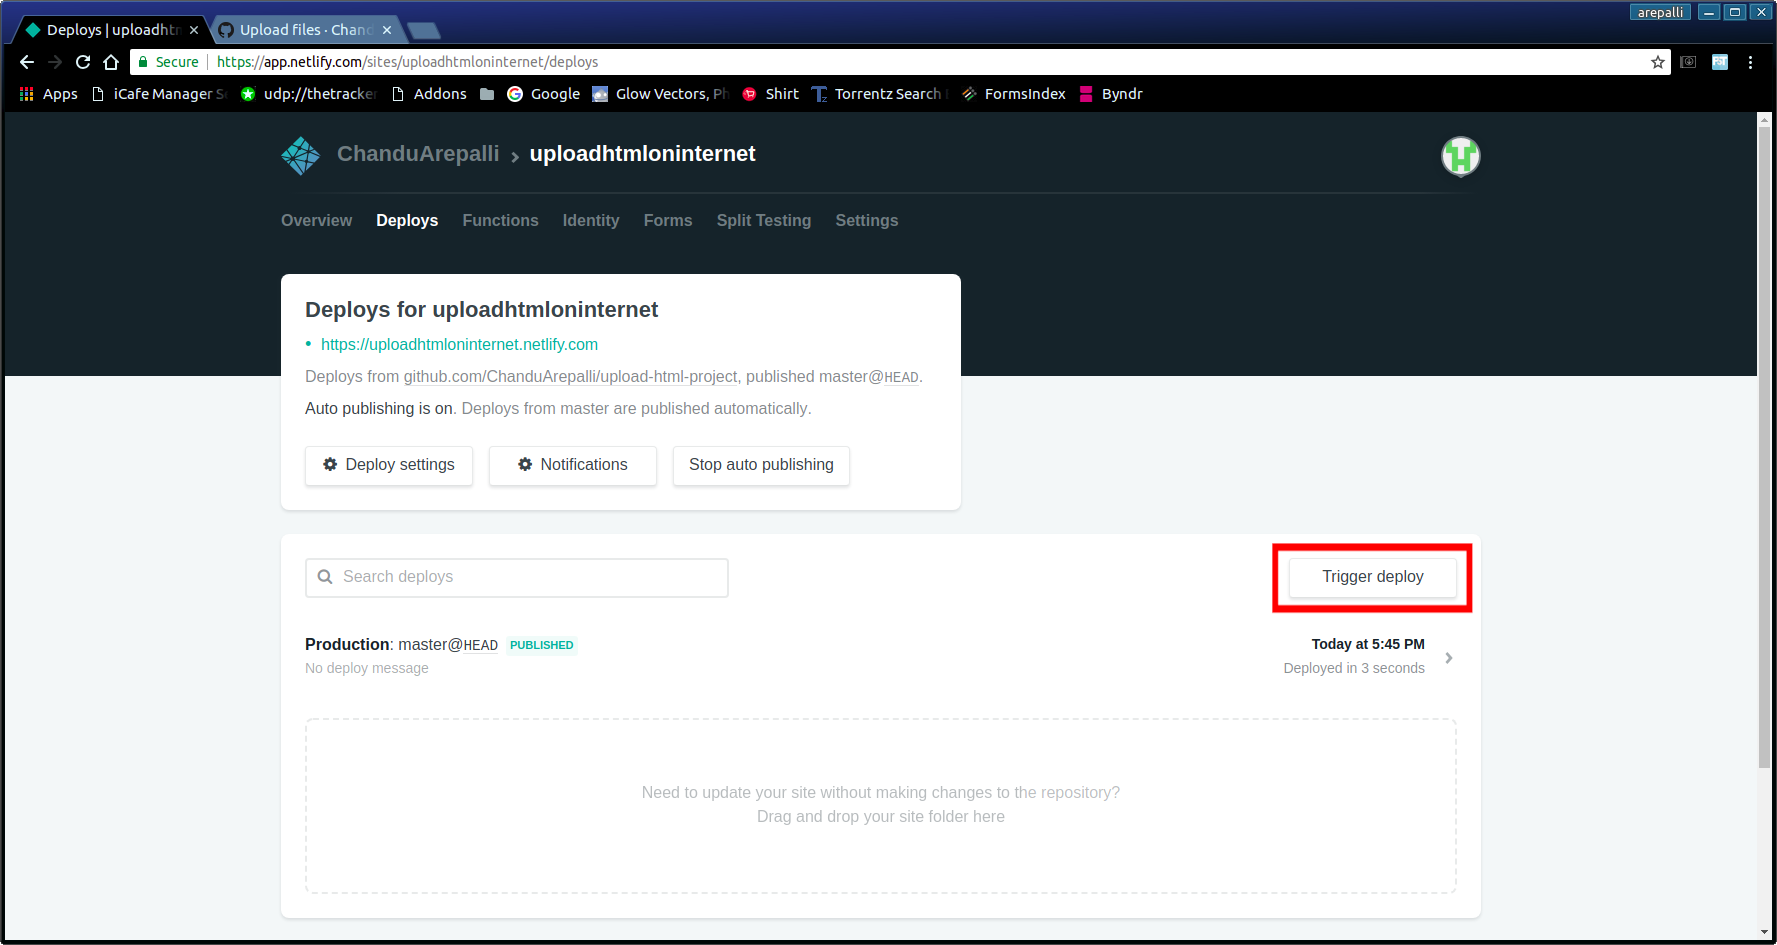 arepalli
Deploys | uploadhtm
Upload files · Chand
Secure
https://app.netlify.com/sites/uploadhtmloninternet/deploys
Apps
iCafe Manager Se
udp://thetracker
Addons
Google
Glow Vectors, Ph
Shirt
Torrentz Search
FormsIndex
Byndr
ChanduArepalli › uploadhtmloninternet
Overview
Deploys
Functions
Identity
Forms
Split Testing
Settings
Deploys for uploadhtmloninternet
• https://uploadhtmloninternet.netlify.com
Deploys from github.com/ChanduArepalli/upload-html-project, published master@HEAD.
Auto publishing is on. Deploys from master are published automatically.
Deploy settings
Notifications
Stop auto publishing
Search deploys
Trigger deploy
Production: master@HEAD PUBLISHED
Today at 5:45 PM
No deploy message
Deployed in 3 seconds
Need to update your site without making changes to the repository?
Drag and drop your site folder here